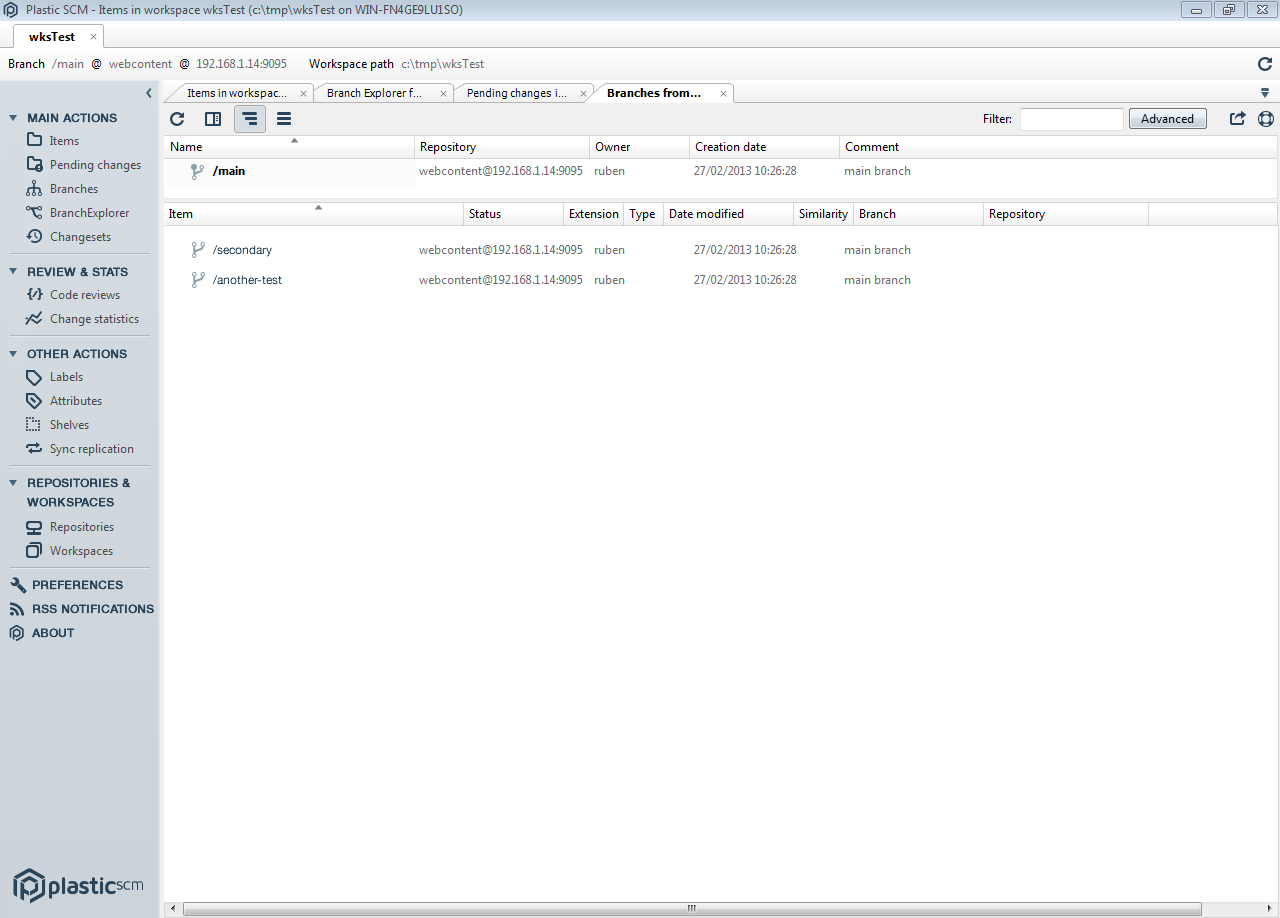 Plastic SCM - Items in workspace wksTest (c:\tmp\wksTest on WIN-FN4GE9LU1SO)
wksTest
Branch /main @ webcontent @ 192.168.1.14:9095 Workspace path c:\tmp\wksTest
Items in workspac... Branch Explorer f... Pending changes i... Branches from...
Filter: Advanced
MAIN ACTIONS
Items
Pending changes
Branches
BranchExplorer
Changesets
REVIEW & STATS
Code reviews
Change statistics
OTHER ACTIONS
Labels
Attributes
Shelves
Sync replication
REPOSITORIES &
WORKSPACES
Repositories
Workspaces
PREFERENCES
RSS NOTIFICATIONS
ABOUT
plasticscm
Name Repository Owner Creation date Comment
/main webcontent@192.168.1.14:9095 ruben 27/02/2013 10:26:28 main branch
Item Status Extension Type Date modified Similarity Branch Repository
/secondary webcontent@192.168.1.14:9095 ruben 27/02/2013 10:26:28 main branch
/another-test webcontent@192.168.1.14:9095 ruben 27/02/2013 10:26:28 main branch